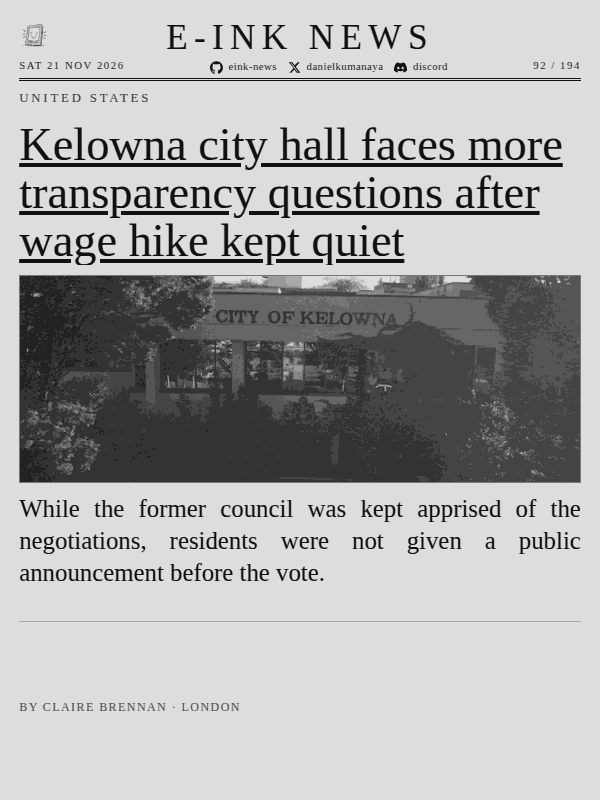 E-INK NEWS
SAT 21 NOV 2026
eink-news
danielkumanaya
discord
92 / 194
UNITED STATES
Kelowna city hall faces more
transparency questions after
wage hike kept quiet
CITY OF KELOWNA
While the former council was kept apprised of the
negotiations, residents were not given a public
announcement before the vote.
BY CLAIRE BRENNAN · LONDON